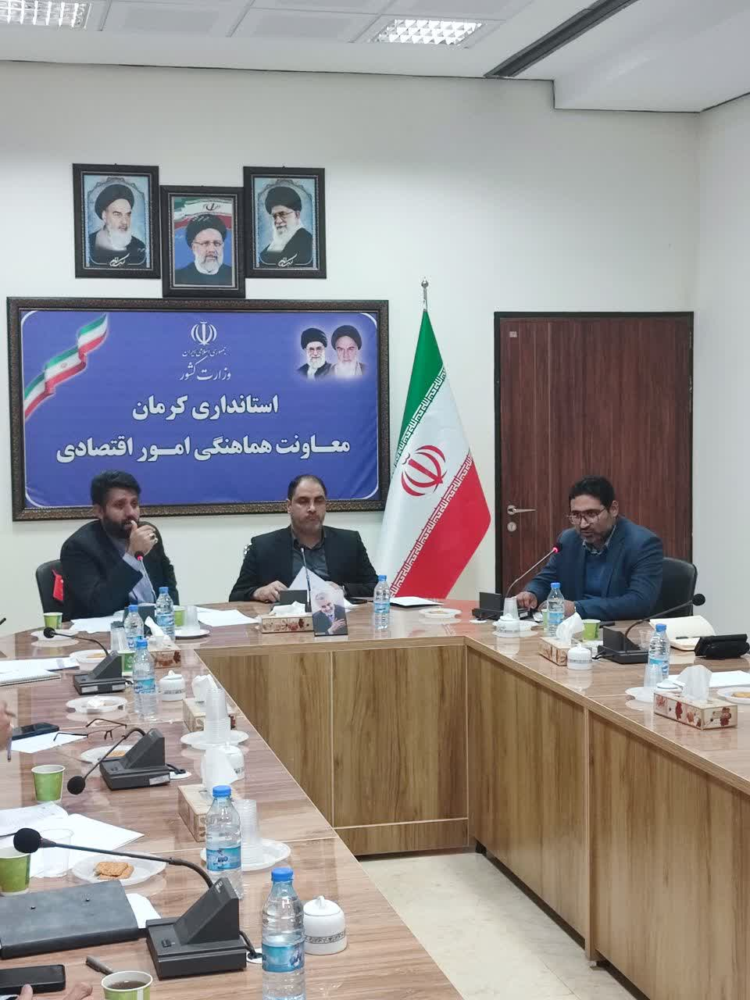 جمهوری اسلامی ایران
وزارت کشور
استانداری کرمان
معاونت هماهنگی امور اقتصادی